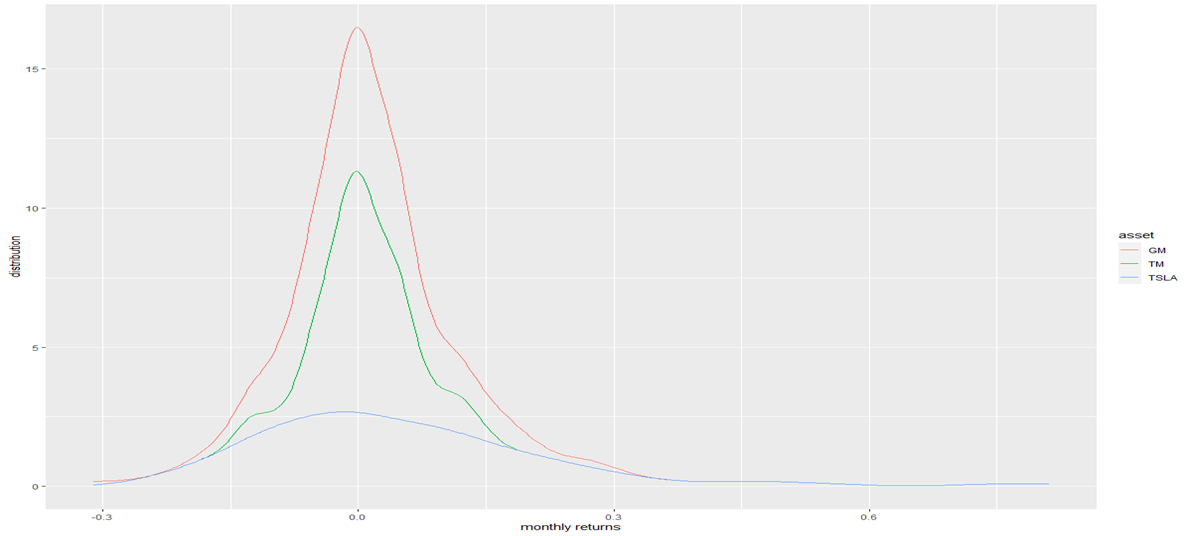 15
10
5
0
distribution
-0.3
0.0
0.3
0.6
monthly returns
asset
GM
TM
TSLA